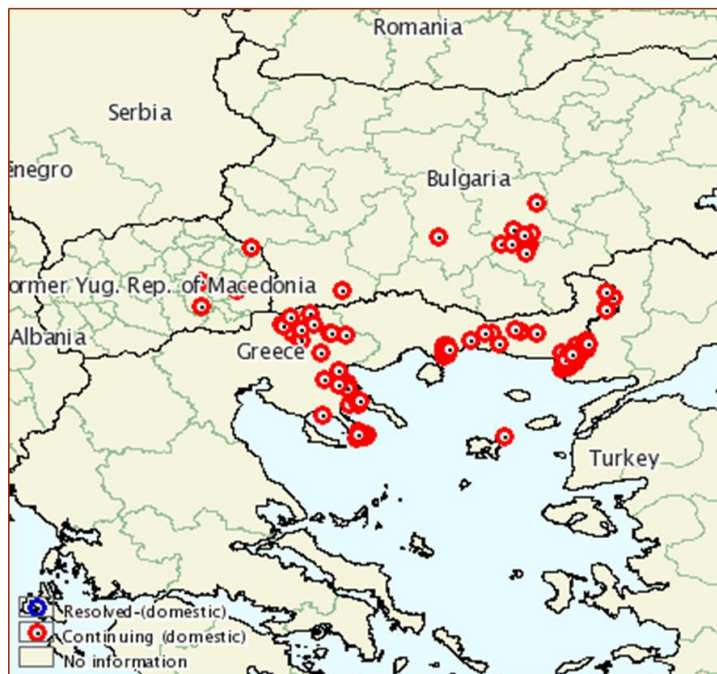 Romania
Serbia
enegro
Bulgaria
ormer Yug. Rep. of Macedonia
Albania
Greece
Turkey
Resolved-(domestic)
Continuing (domestic)
No information